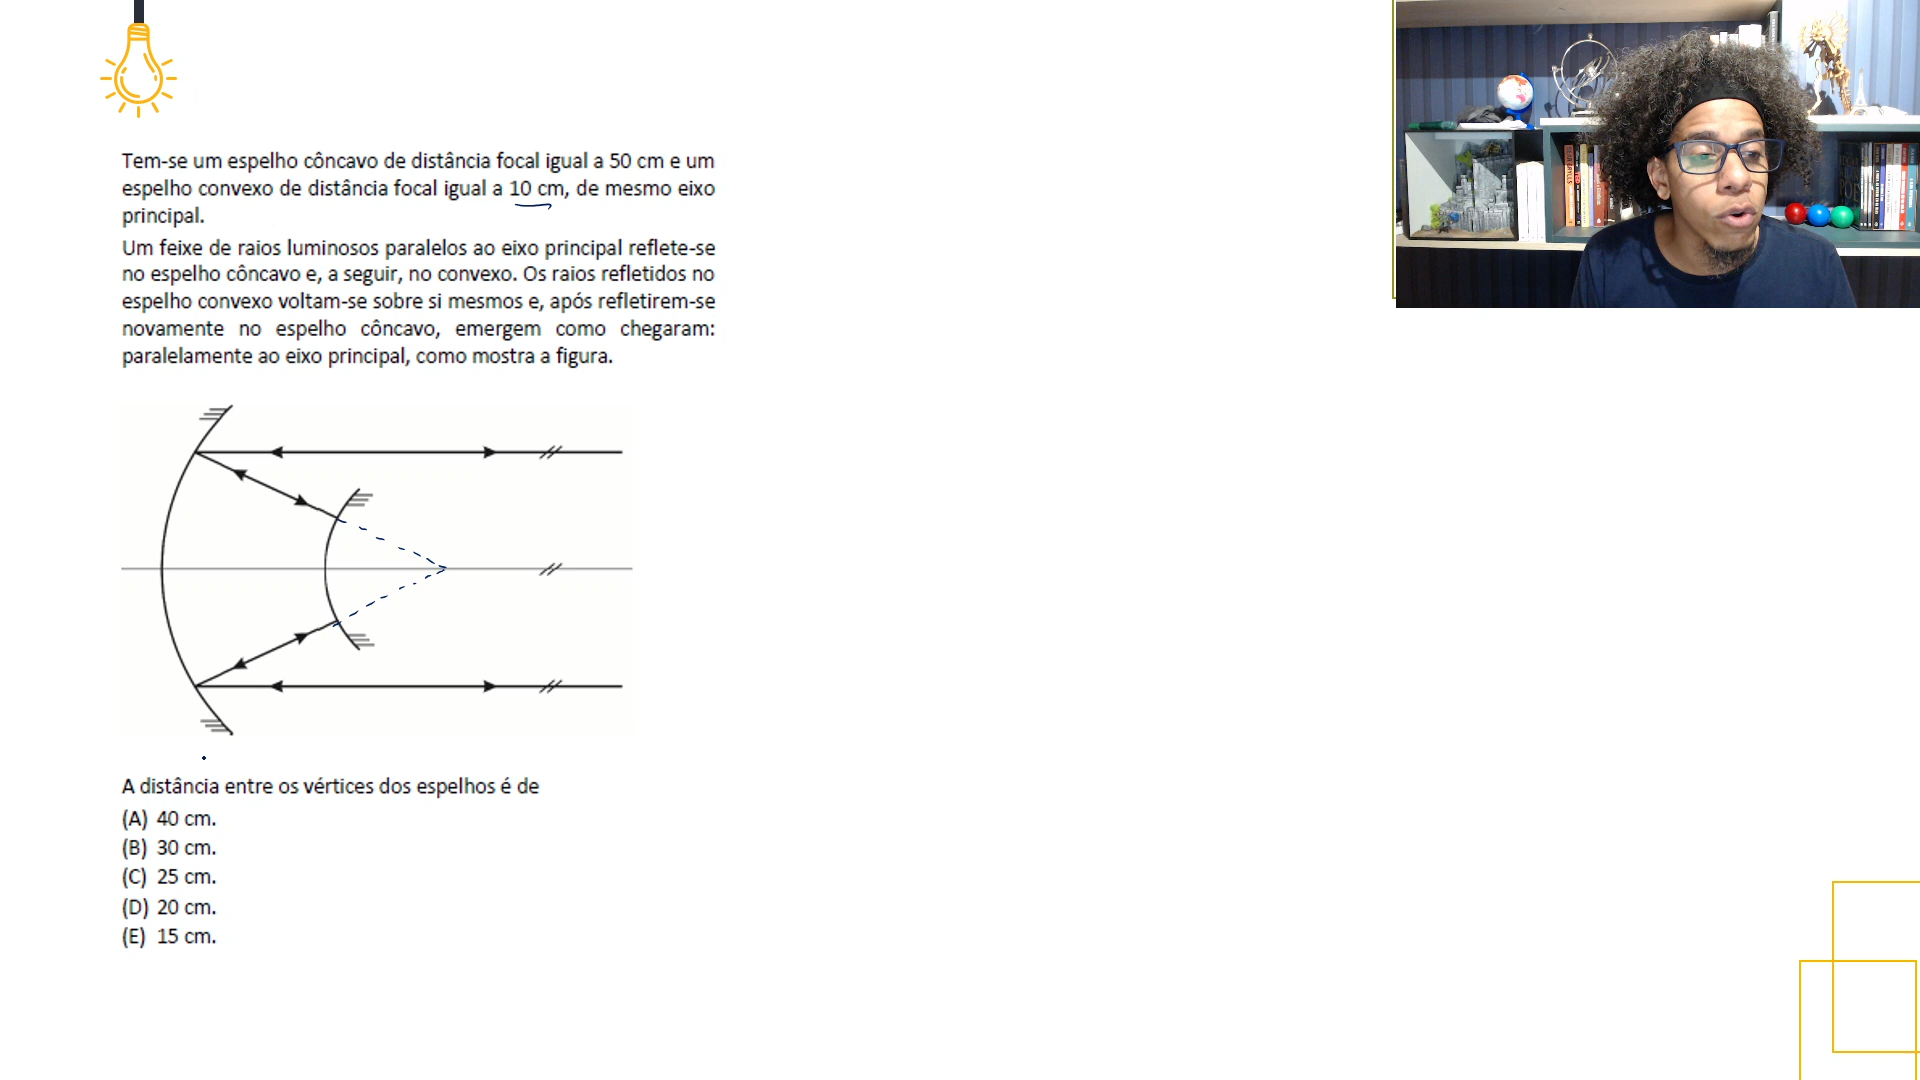 Tem-se um espelho côncavo de distância focal igual a 50 cm e um
espelho convexo de distância focal igual a 10 cm, de mesmo eixo
principal.
Um feixe de raios luminosos paralelos ao eixo principal reflete-se
no espelho côncavo e, a seguir, no convexo. Os raios refletidos no
espelho convexo voltam-se sobre si mesmos e, após refletirem-se
novamente no espelho côncavo, emergem como chegaram:
paralelamente ao eixo principal, como mostra a figura.
A distância entre os vértices dos espelhos é de
(A) 40 cm.
(B) 30 cm.
(C) 25 cm.
(D) 20 cm.
(E) 15 cm.